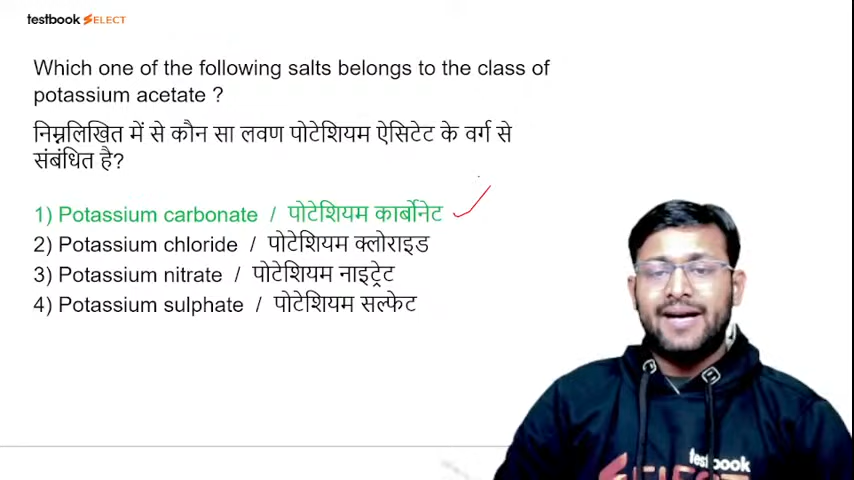 testbook SELECT
Which one of the following salts belongs to the class of
potassium acetate ?
निम्नलिखित में से कौन सा लवण पोटेशियम ऐसिटेट के वर्ग से
संबंधित है?
1) Potassium carbonate / पोटेशियम कार्बोनेट
2) Potassium chloride / पोटेशियम क्लोराइड
3) Potassium nitrate / पोटेशियम नाइट्रेट
4) Potassium sulphate / पोटेशियम सल्फेट
testbook
SELECT